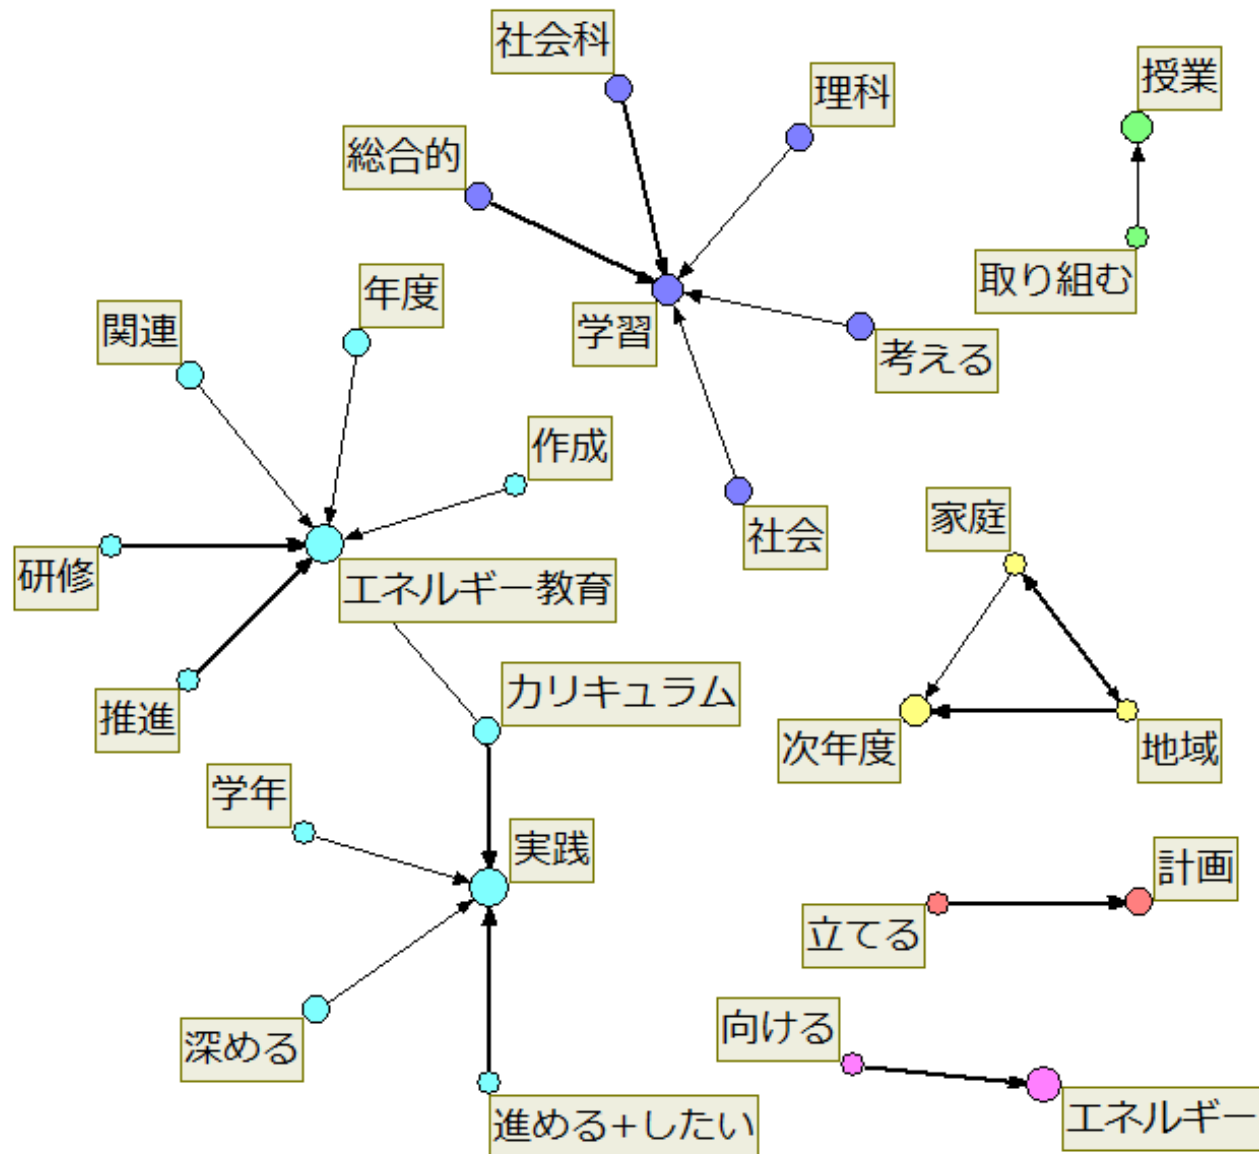 社会科
理科
授業
総合的
取り組む
年度
関連
学習
考える
作成
家庭
社会
研修
エネルギー教育
カリキュラム
推進
次年度
地域
学年
実践
計画
立てる
向ける
深める
エネルギー
進める+したい